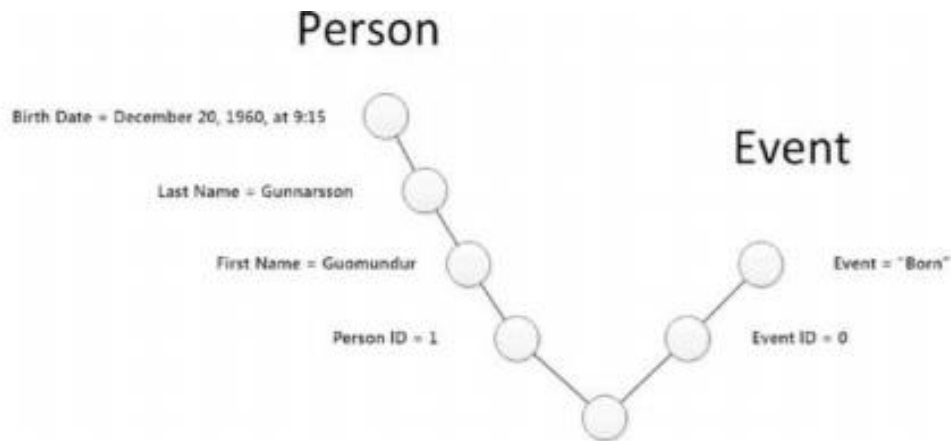 Person
Birth Date = December 20, 1960, at 9:15
Event
Last Name = Gunnarsson
First Name = Guomundur
Event = "Born"
Person ID = 1
Event ID = 0